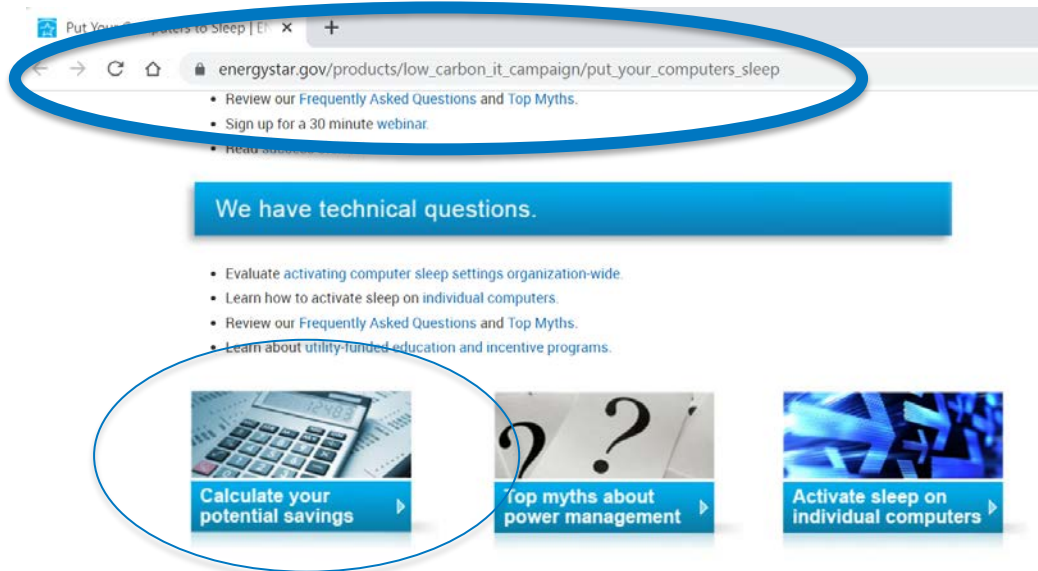 Put Your Computers to Sleep | EN
energystar.gov/products/low_carbon_it_campaign/put_your_computers_sleep
Review our Frequently Asked Questions and Top Myths.
Sign up for a 30 minute webinar.
Read
We have technical questions.
Evaluate activating computer sleep settings organization-wide.
Learn how to activate sleep on individual computers.
Review our Frequently Asked Questions and Top Myths.
Learn about utility-funded education and incentive programs.
12483
Calculate your
potential savings
Top myths about
power management
Activate sleep on
individual computers